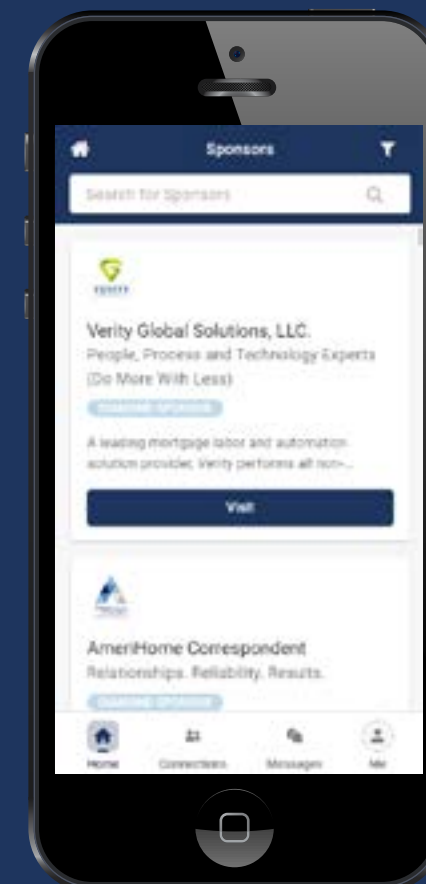 Sponsors
Search for Sponsors
VERITY
Verity Global Solutions, LLC.
People, Process and Technology Experts
(Do More With Less)
DIAMOND SPONSOR
A leading mortgage labor and automation
solution provider, Verity performs all non-...
Visit
AmeriHome Correspondent
Relationships. Reliability. Results.
DIAMOND SPONSOR
Home
Connections
Messages
Me